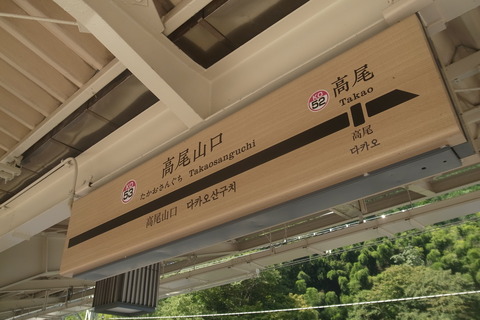 KO
53
高尾山口
たかおさんぐち Takaosanguchi
高尾山口 다카오산구치
KO
52
高尾
Takao
高尾
다카오